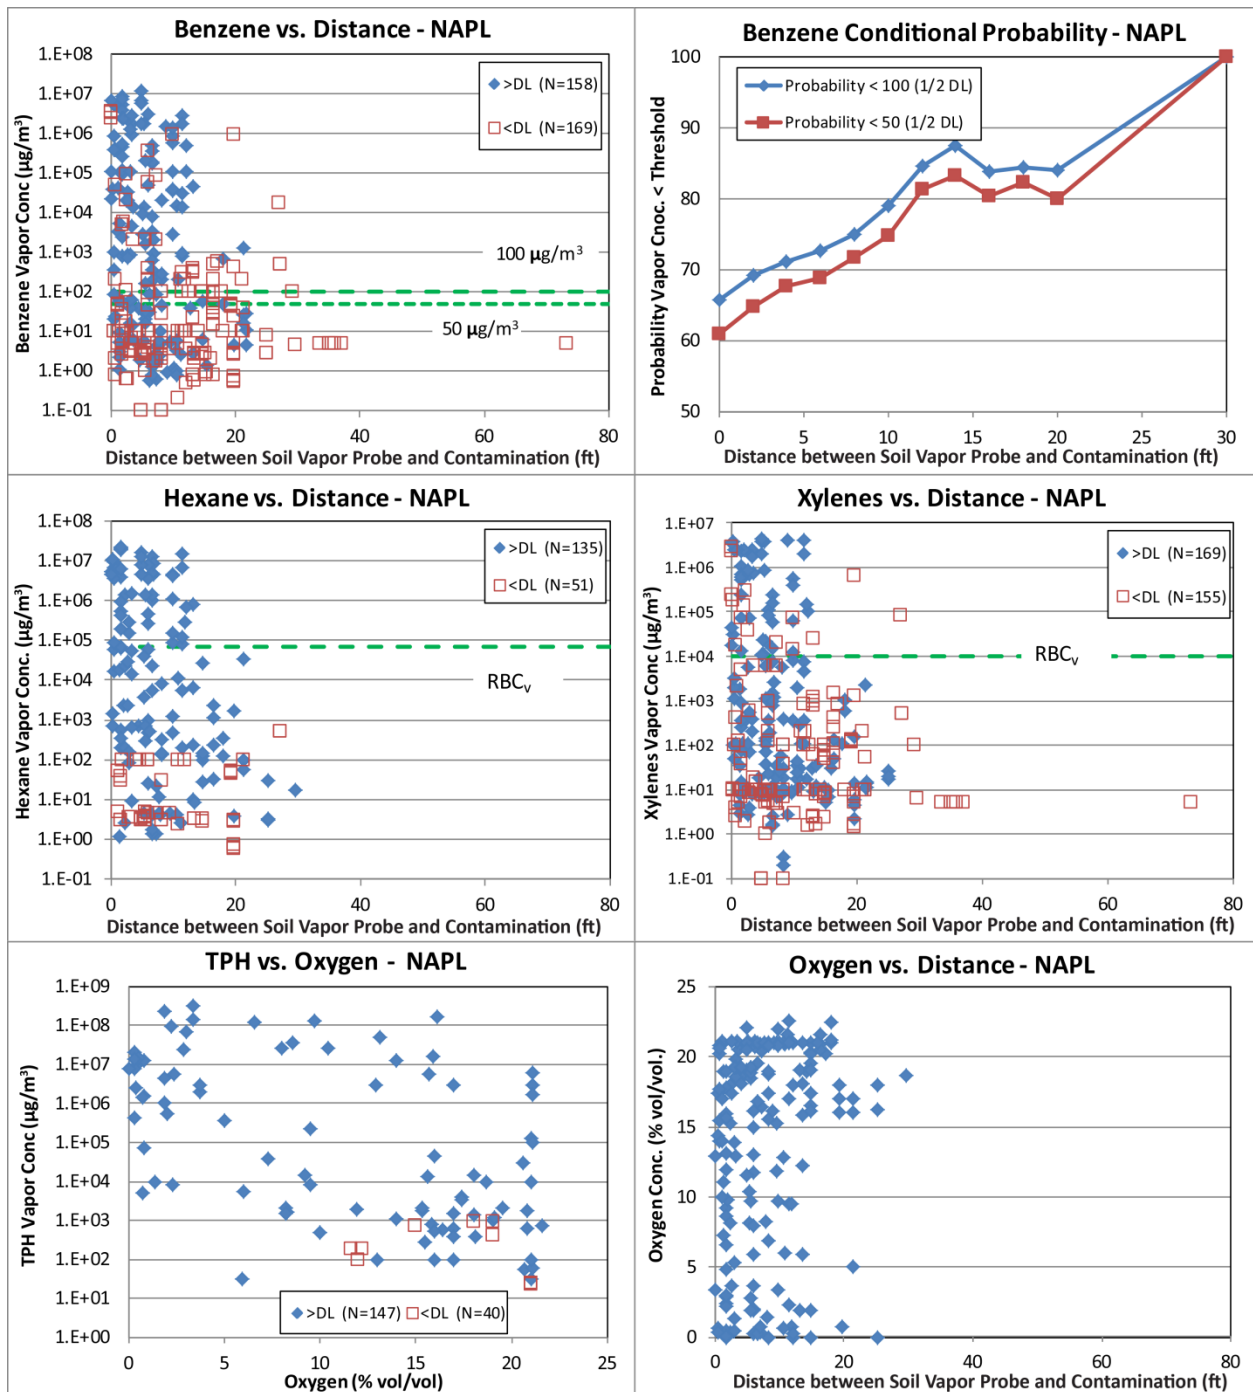 Benzene vs. Distance - NAPL
1.E+08
1.E+07
1.E+06
1.E+05
1.E+04
1.E+03
1.E+02
1.E+01
1.E+00
1.E-01
Benzene Vapor Conc (µg/m³)
>DL (N=158)
<DL (N=169)
100 µg/m³
50 µg/m³
0 20 40 60 80
Distance between Soil Vapor Probe and Contamination (ft)
Benzene Conditional Probability - NAPL
100
90
80
70
60
50
Probability Vapor Cnoc. < Threshold
Probability < 100 (1/2 DL)
Probability < 50 (1/2 DL)
0 5 10 15 20 25 30
Distance between Soil Vapor Probe and Contamination (ft)
Hexane vs. Distance - NAPL
1.E+08
1.E+07
1.E+06
1.E+05
1.E+04
1.E+03
1.E+02
1.E+01
1.E+00
1.E-01
Hexane Vapor Conc. (µg/m³)
>DL (N=135)
<DL (N=51)
RBCv
0 20 40 60 80
Distance between Soil Vapor Probe and Contamination (ft)
Xylenes vs. Distance - NAPL
1.E+07
1.E+06
1.E+05
1.E+04
1.E+03
1.E+02
1.E+01
1.E+00
1.E-01
Xylenes Vapor Conc (µg/m³)
>DL (N=169)
<DL (N=155)
RBCv
0 20 40 60 80
Distance between Soil Vapor Probe and Contamination (ft)
TPH vs. Oxygen - NAPL
1.E+09
1.E+08
1.E+07
1.E+06
1.E+05
1.E+04
1.E+03
1.E+02
1.E+01
1.E+00
TPH Vapor Conc (µg/m³)
>DL (N=147) <DL (N=40)
0 5 10 15 20 25
Oxygen (% vol/vol)
Oxygen vs. Distance - NAPL
25
20
15
10
5
0
Oxygen Conc. (% vol/vol.)
0 20 40 60 80
Distance between Soil Vapor Probe and Contamination (ft)